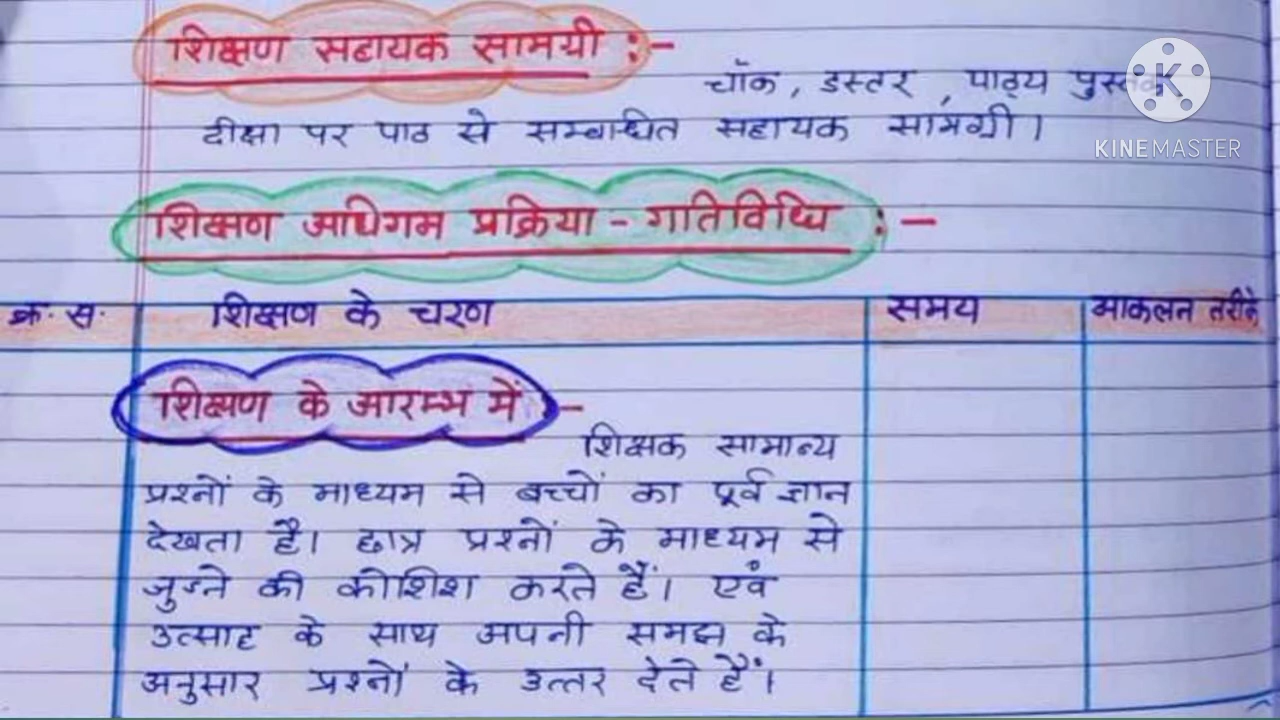 शिक्षण सहायक सामग्री :-
चॉक, डस्टर, पाठ्य पुस्तक
दीक्षा पर पाठ से सम्बाधित सहायक सामग्री।
KINEMASTER
शिक्षण अधिगम प्रक्रिया - गतिविधि :-
क्र. स. शिक्षण के चरण समय आकलन तरीके
शिक्षण के आरम्भ में :-
शिक्षक सामान्य
प्रश्नों के माध्यम से बच्चों का पूर्व ज्ञान
देखता है। छात्र प्रश्नों के माध्यम से
जुड़ने की कोशिश करते हैं। एवं
उत्साह के साथ अपनी समझ के
अनुसार प्रश्नों के उत्तर देते हैं।